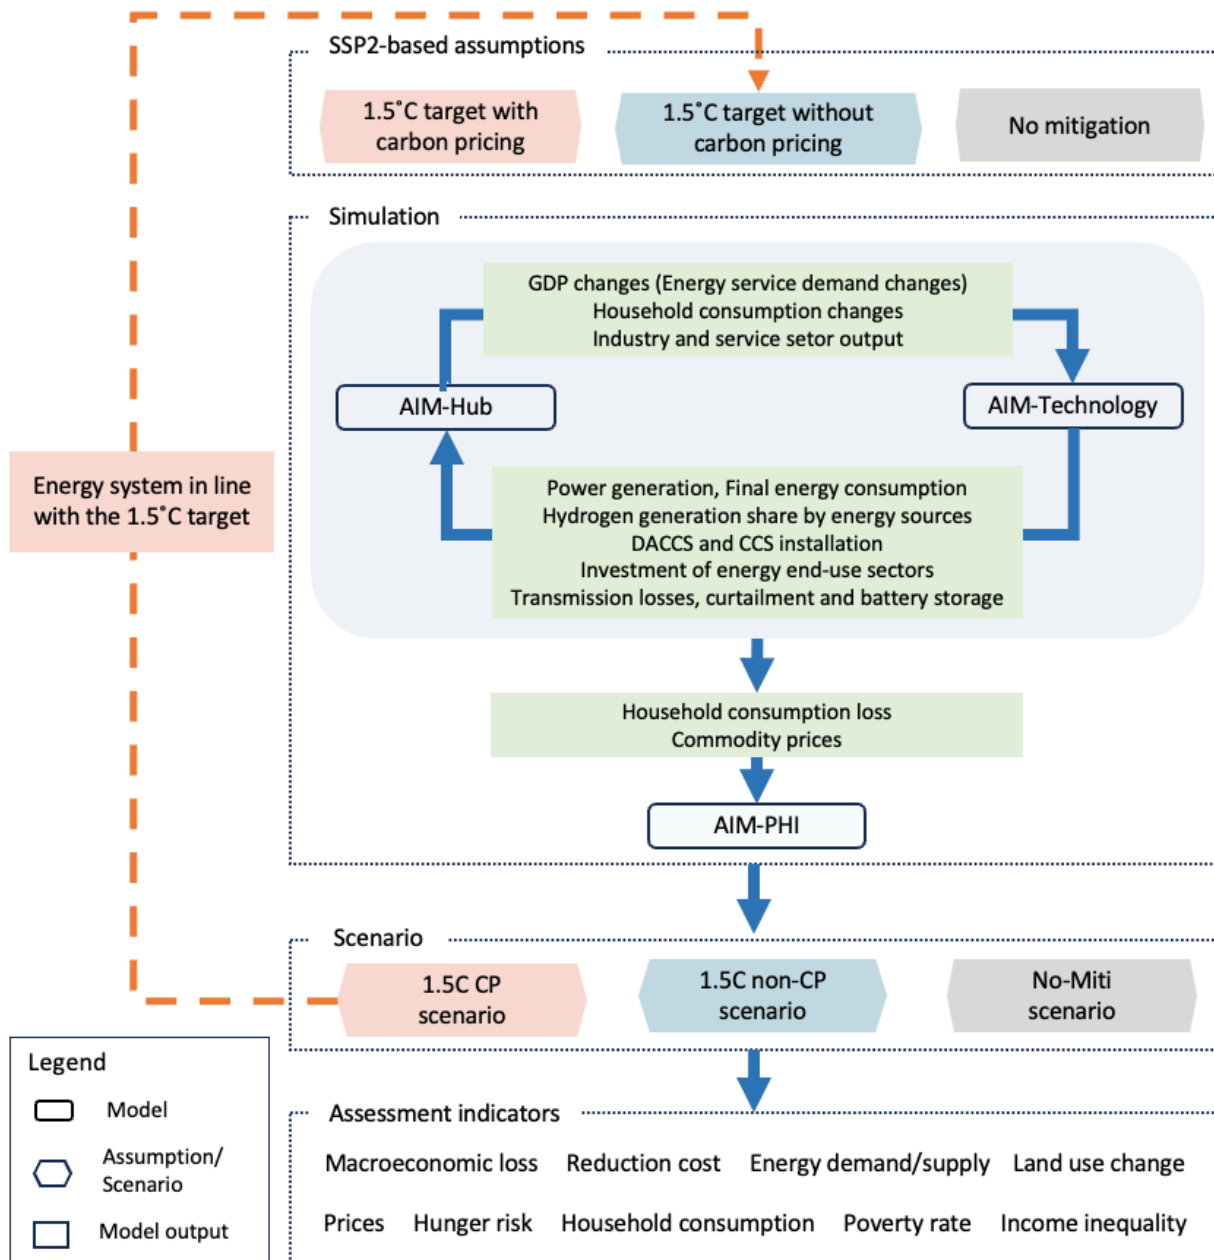 SSP2-based assumptions
1.5˚C target with
carbon pricing
1.5˚C target without
carbon pricing
No mitigation
Simulation
GDP changes (Energy service demand changes)
Household consumption changes
Industry and service setor output
AIM-Hub
AIM-Technology
Energy system in line
with the 1.5˚C target
Power generation, Final energy consumption
Hydrogen generation share by energy sources
DACCS and CCS installation
Investment of energy end-use sectors
Transmission losses, curtailment and battery storage
Household consumption loss
Commodity prices
AIM-PHI
Scenario
1.5C CP
scenario
1.5C non-CP
scenario
No-Miti
scenario
Legend
Model
Assumption/
Scenario
Model output
Assessment indicators
Macroeconomic loss Reduction cost Energy demand/supply Land use change
Prices Hunger risk Household consumption Poverty rate Income inequality